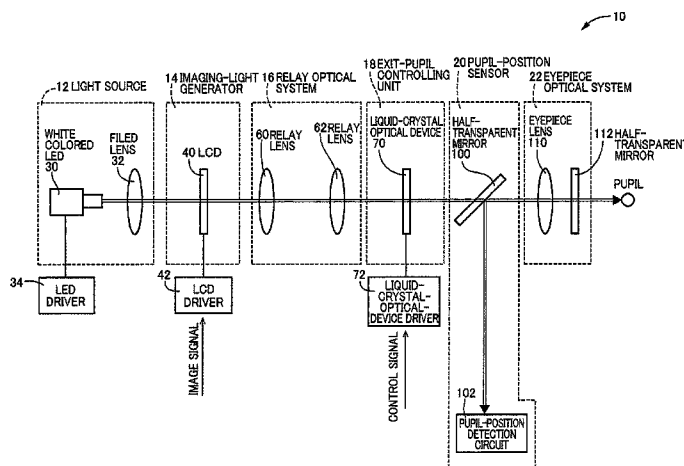 10
12 LIGHT SOURCE
14 IMAGING-LIGHT
GENERATOR
16 RELAY OPTICAL
SYSTEM
18 EXIT-PUPIL
CONTROLLING
UNIT
20 PUPIL-POSITION
SENSOR
22 EYEPIECE
OPTICAL SYSTEM
WHITE
COLORED
LED
30
FILED
LENS
32
40 LCD
60 RELAY LENS
62 RELAY LENS
LIQUID-CRYSTAL
OPTICAL DEVICE
70
HALF-
TRANSPARENT
MIRROR
100
EYEPIECE
LENS
110
112 HALF-
TRANSPARENT
MIRROR
PUPIL
34
LED
DRIVER
42
LCD
DRIVER
72
LIQUID-
CRYSTAL-
OPTICAL-
DEVICE DRIVER
IMAGE SIGNAL
CONTROL SIGNAL
102
PUPIL-POSITION
DETECTION
CIRCUIT